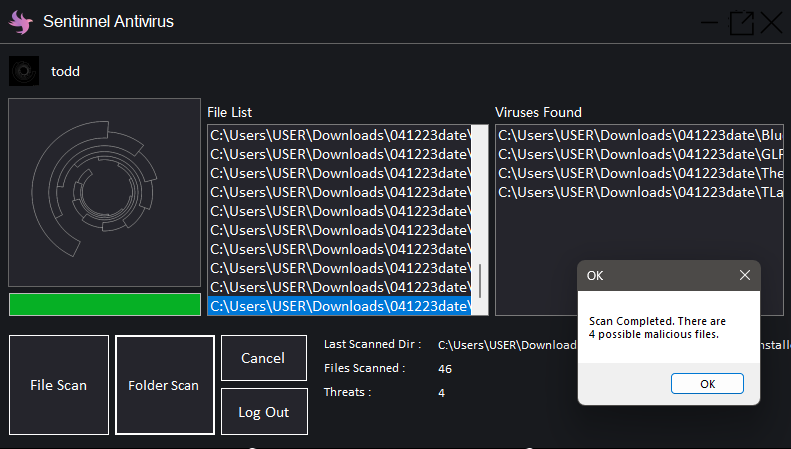 Sentinnel Antivirus
todd
File List
C:\Users\USER\Downloads\041223date\
C:\Users\USER\Downloads\041223date\
C:\Users\USER\Downloads\041223date\
C:\Users\USER\Downloads\041223date\
C:\Users\USER\Downloads\041223date\
C:\Users\USER\Downloads\041223date\
C:\Users\USER\Downloads\041223date\
C:\Users\USER\Downloads\041223date\
C:\Users\USER\Downloads\041223date\
C:\Users\USER\Downloads\041223date\
Viruses Found
C:\Users\USER\Downloads\041223date\Blu
C:\Users\USER\Downloads\041223date\GLF
C:\Users\USER\Downloads\041223date\The
C:\Users\USER\Downloads\041223date\TLa
OK
Scan Completed. There are
4 possible malicious files.
OK
File Scan
Folder Scan
Cancel
Log Out
Last Scanned Dir : C:\Users\USER\Downloa
Files Scanned : 46
Threats : 4